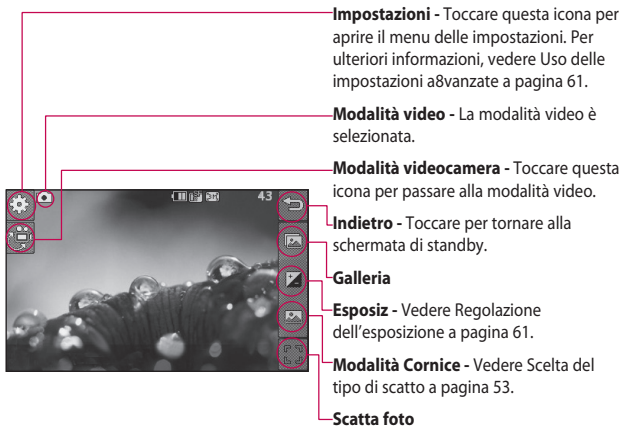 Impostazioni - Toccare questa icona per
aprire il menu delle impostazioni. Per
ulteriori informazioni, vedere Uso delle
impostazioni a8vanzate a pagina 61.
Modalità video - La modalità video è
selezionata.
Modalità videocamera - Toccare questa
icona per passare alla modalità video.
43
Indietro - Toccare per tornare alla
schermata di standby.
Galleria
Esposiz - Vedere Regolazione
dell'esposizione a pagina 61.
Modalità Cornice - Vedere Scelta del
tipo di scatto a pagina 53.
Scatta foto